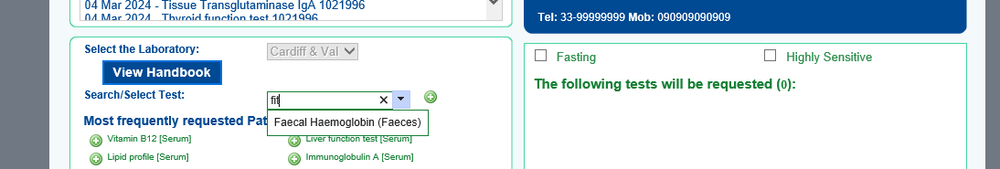 04 Mar 2024 - Tissue Transglutaminase IgA 1021996
04 Mar 2024 - Thyroid function test 1021996
Tel: 33-99999999 Mob: 090909090909
Select the Laboratory:
Cardiff & Val
View Handbook
Search/Select Test:
fit
Faecal Haemoglobin (Faeces)
Most frequently requested Pat
Vitamin B12 [Serum]
Liver function test [Serum]
Lipid profile [Serum]
Immunoglobulin A [Serum]
Fasting
Highly Sensitive
The following tests will be requested (0):